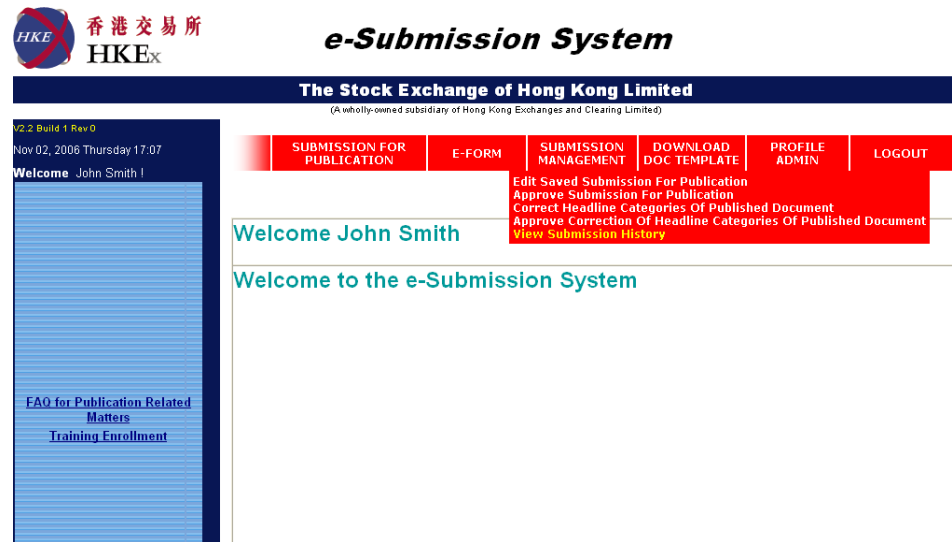 HKE
香港交易所
HKEx
e-Submission System
The Stock Exchange of Hong Kong Limited
(A wholly-owned subsidiary of Hong Kong Exchanges and Clearing Limited)
V2.2 Build 1 Rev 0
Nov 02, 2006 Thursday 17:07
Welcome John Smith !
SUBMISSION FOR
PUBLICATION
E-FORM
SUBMISSION
MANAGEMENT
DOWNLOAD
DOC TEMPLATE
PROFILE
ADMIN
LOGOUT
Edit Saved Submission For Publication
Approve Submission For Publication
Correct Headline Categories Of Published Document
Approve Correction Of Headline Categories Of Published Document
View Submission History
Welcome John Smith
Welcome to the e-Submission System
FAQ for Publication Related
Matters
Training Enrollment